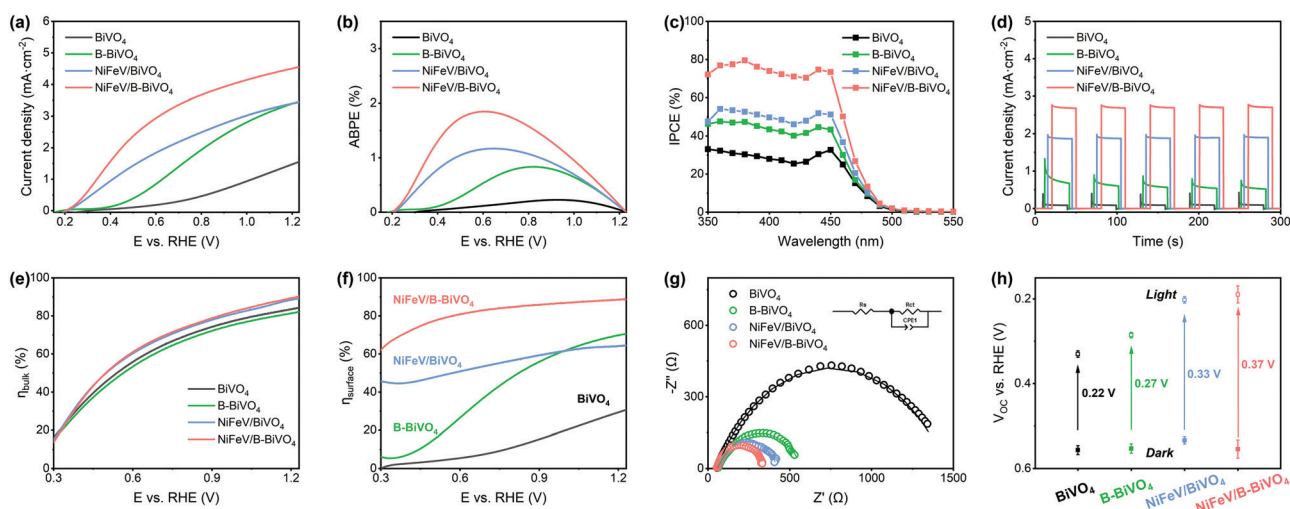 (a)
Current density (mA·cm⁻²)
6
5
4
3
2
1
0
0.2 0.4 0.6 0.8 1.0 1.2
E vs. RHE (V)
BiVO₄
B-BiVO₄
NiFeV/BiVO₄
NiFeV/B-BiVO₄
(b)
ABPE (%)
3
2
1
0
0.2 0.4 0.6 0.8 1.0 1.2
E vs. RHE (V)
BiVO₄
B-BiVO₄
NiFeV/BiVO₄
NiFeV/B-BiVO₄
(c)
IPCE (%)
100
80
60
40
20
0
350 400 450 500 550
Wavelength (nm)
BiVO₄
B-BiVO₄
NiFeV/BiVO₄
NiFeV/B-BiVO₄
(d)
Current density (mA·cm⁻²)
5
4
3
2
1
0
0 100 200 300
Time (s)
BiVO₄
B-BiVO₄
NiFeV/BiVO₄
NiFeV/B-BiVO₄
(e)
η bulk
(%)
100
80
60
40
20
0
0.3 0.6 0.9 1.2
E vs. RHE (V)
BiVO₄
B-BiVO₄
NiFeV/BiVO₄
NiFeV/B-BiVO₄
(f)
η surface
(%)
100
80
60
40
20
0
0.3 0.6 0.9 1.2
E vs. RHE (V)
NiFeV/B-BiVO₄
NiFeV/BiVO₄
BiVO₄
B-BiVO₄
(g)
-Z'' (Ω)
750
500
250
0
0 500 1000 1500
Z' (Ω)
BiVO₄
B-BiVO₄
NiFeV/BiVO₄
NiFeV/B-BiVO₄
Rs
Rct
CPE1
(h)
V OC vs. RHE (V)
0.2
0.4
0.6
Light
Dark
0.22 V
0.27 V
0.33 V
0.37 V
BiVO₄
B-BiVO₄
NiFeV/BiVO₄
NiFeV/B-BiVO₄